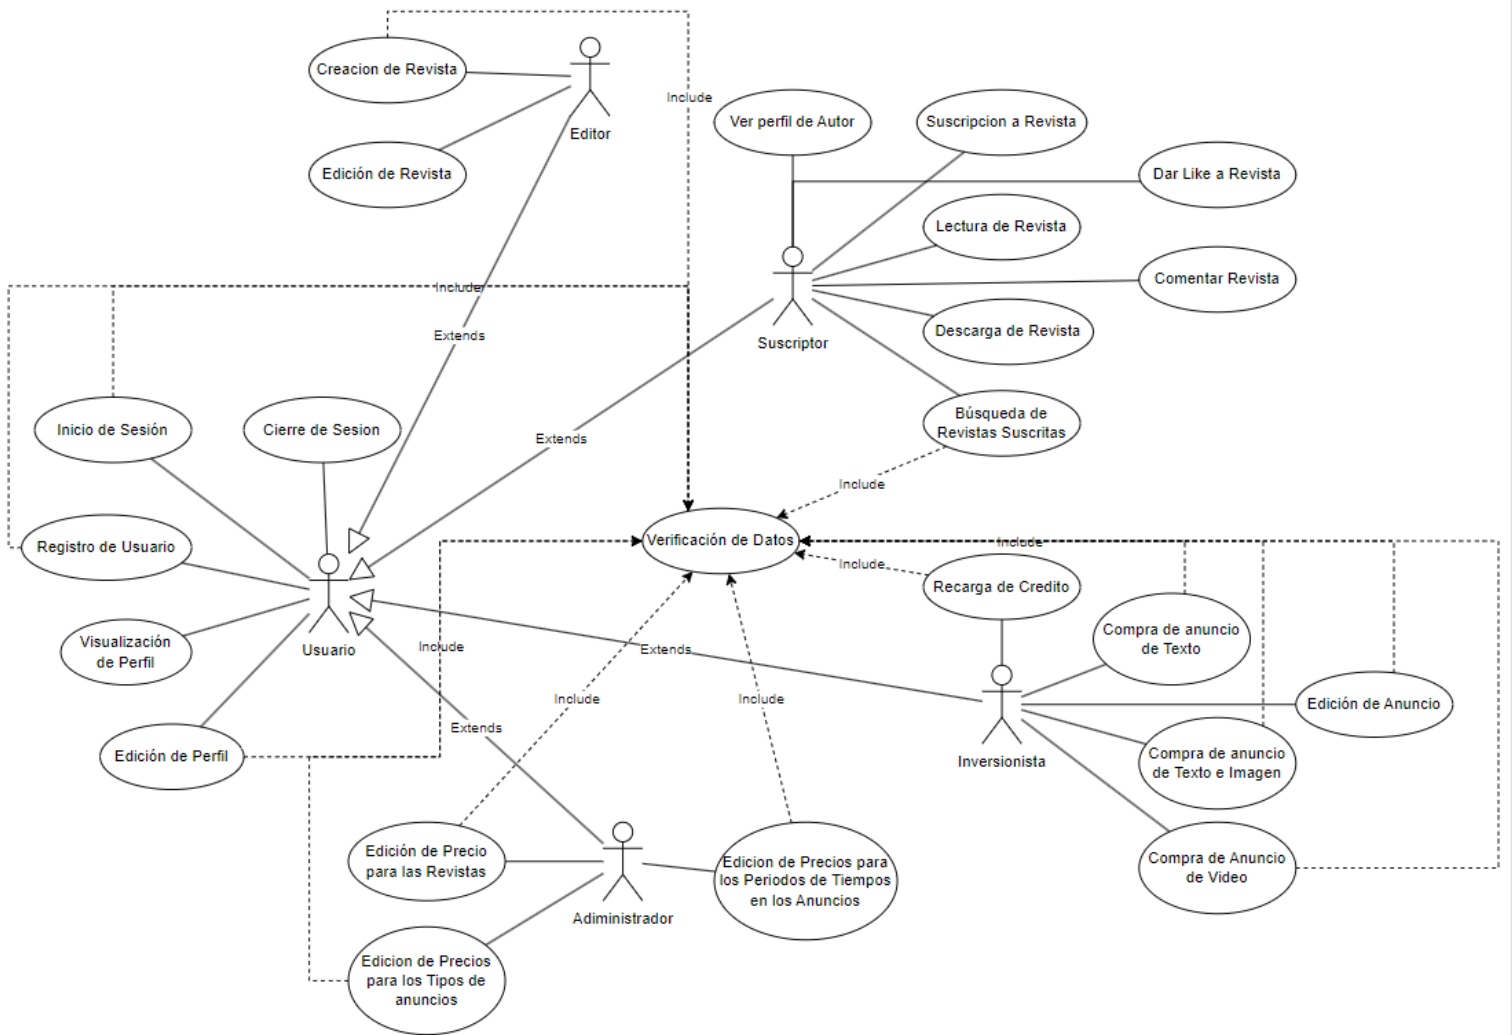 Creacion de Revista
Editor
Include
Edición de Revista
Ver perfil de Autor
Suscripcion a Revista
Dar Like a Revista
Lectura de Revista
Comentar Revista
Descarga de Revista
Suscriptor
Include
Extends
Inicio de Sesión
Cierre de Sesion
Extends
Búsqueda de
Revistas Suscritas
Include
Registro de Usuario
Verificación de Datos
Include
Include
Recarga de Credito
Visualización
de Perfil
Usuario
Include
Extends
Compra de anuncio
de Texto
Include
Include
Edición de Anuncio
Extends
Edición de Perfil
Inversionista
Compra de anuncio
de Texto e Imagen
Edición de Precio
para las Revistas
Adiministrador
Edicion de Precios para
los Periodos de Tiempos
en los Anuncios
Compra de Anuncio
de Video
Edicion de Precios
para los Tipos de
anuncios